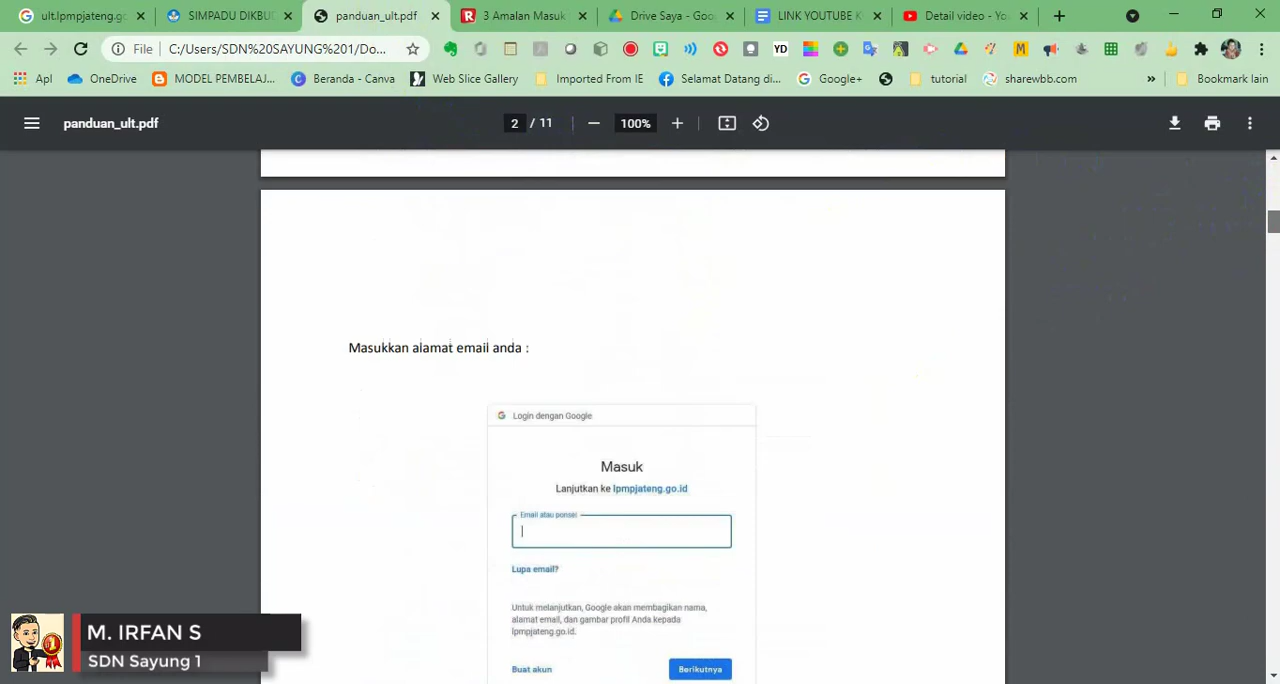 ult.lpmpjateng.go
SIMPADU DIKBUD
panduan_ult.pdf
3 Amalan Masuk
Drive Saya - Goo
LINK YOUTUBE K
Detail video - Yo
File
C:/Users/SDN%20SAYUNG%201/Do...
YD
M
Apl
OneDrive
MODEL PEMBELAJ...
Beranda - Canva
Web Slice Gallery
Imported From IE
Selamat Datang di...
Google+
tutorial
sharewbb.com
»
Bookmark lain
panduan_ult.pdf
2 / 11
100%
Masukkan alamat email anda :
Login dengan Google
Masuk
Lanjutkan ke lpmpjateng.go.id
Email atau ponsel
Lupa email?
Untuk melanjutkan, Google akan membagikan nama,
alamat email, dan gambar profil Anda kepada
lpmpjateng.go.id.
Buat akun
Berikutnya
M. IRFAN S
SDN Sayung 1